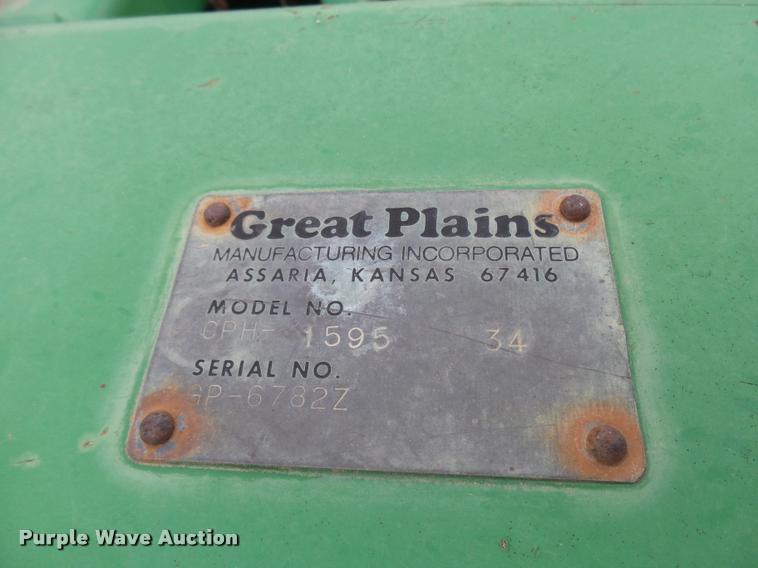 Great Plains
MANUFACTURING INCORPORATED
ASSARIA, KANSAS 67416
MODEL NO.
CPH- 1595 34
SERIAL NO.
GP-6782Z
Purple Wave Auction